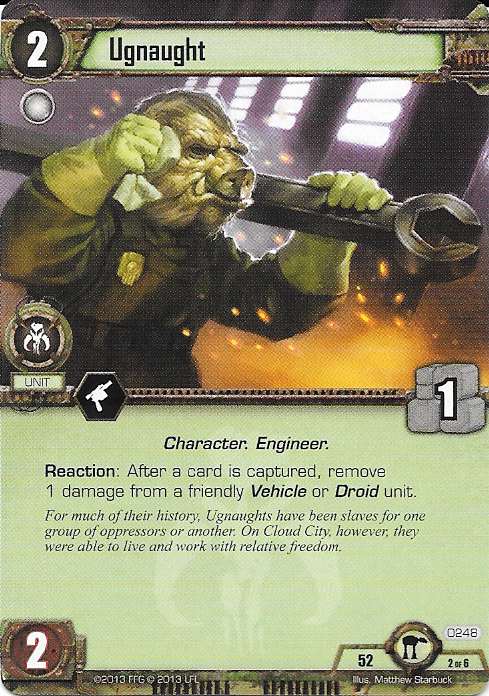 2
Ugnaught
UNIT
1
Character. Engineer.
Reaction: After a card is captured, remove
1 damage from a friendly Vehicle or Droid unit.
For much of their history, Ugnaughts have been slaves for one
group of oppressors or another. On Cloud City, however, they
were able to live and work with relative freedom.
2
0248
52
2 OF 6
©2013 FFG © 2013 LFL
Illus. Matthew Starbuck